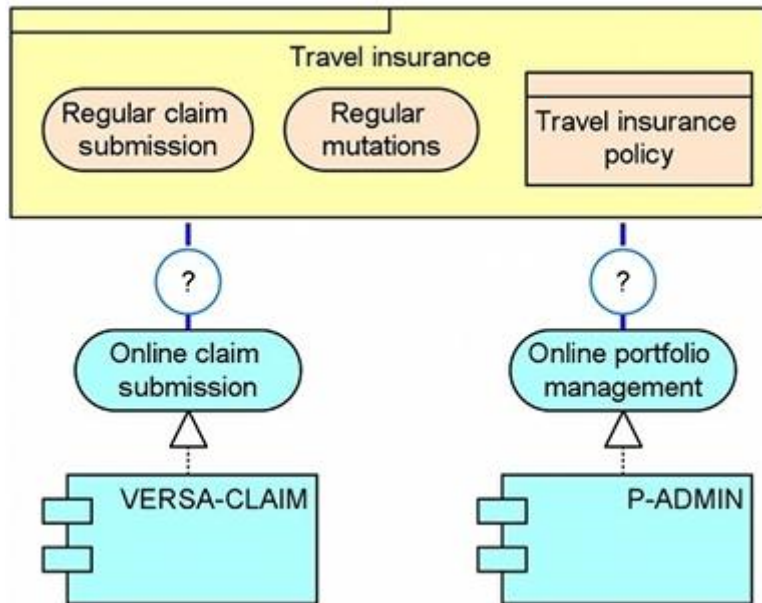 Travel insurance
Regular claim
submission
Regular
mutations
Travel insurance
policy
?
?
Online claim
submission
Online portfolio
management
VERSA-CLAIM
P-ADMIN